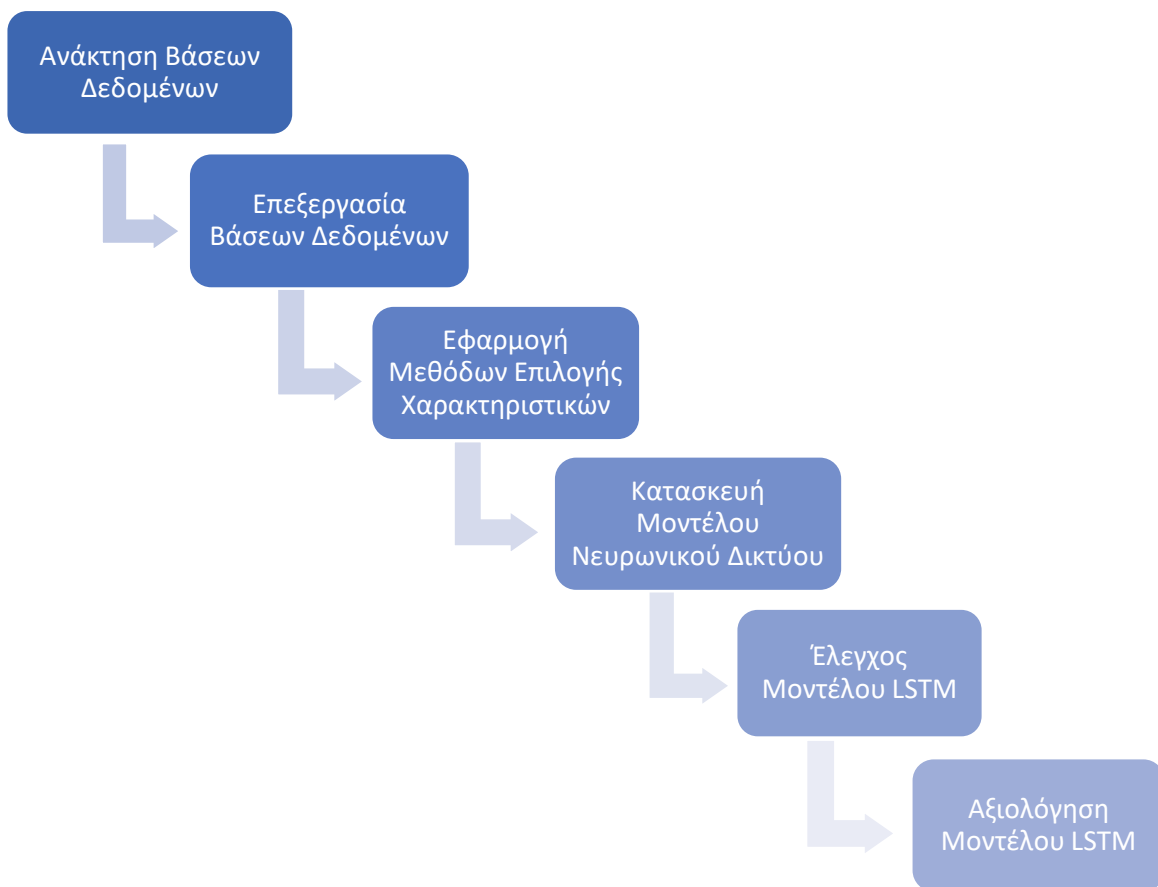 Ανάκτηση Βάσεων
Δεδομένων
Επεξεργασία
Βάσεων Δεδομένων
Εφαρμογή
Μεθόδων Επιλογής
Χαρακτηριστικών
Κατασκευή
Μοντέλου
Νευρωνικού Δικτύου
Έλεγχος
Μοντέλου LSTM
Αξιολόγηση
Μοντέλου LSTM